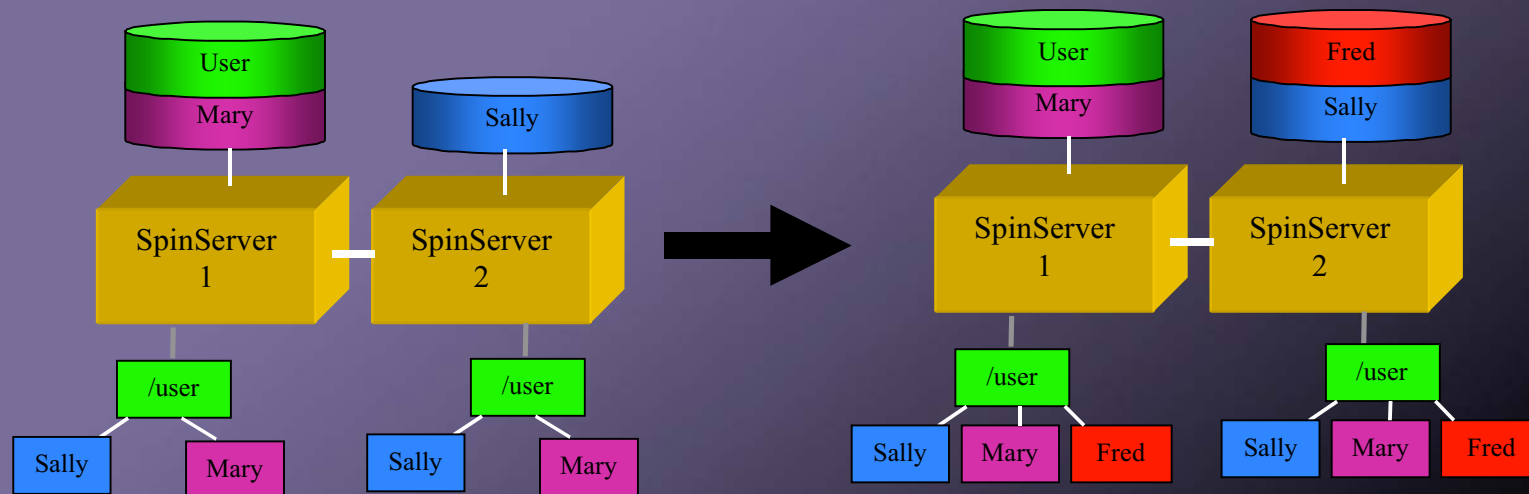 User
Mary
Sally
SpinServer
1
SpinServer
2
/user
Sally
Mary
/user
Sally
Mary
User
Mary
Fred
Sally
SpinServer
1
SpinServer
2
/user
Sally
Mary
Fred
/user
Sally
Mary
Fred